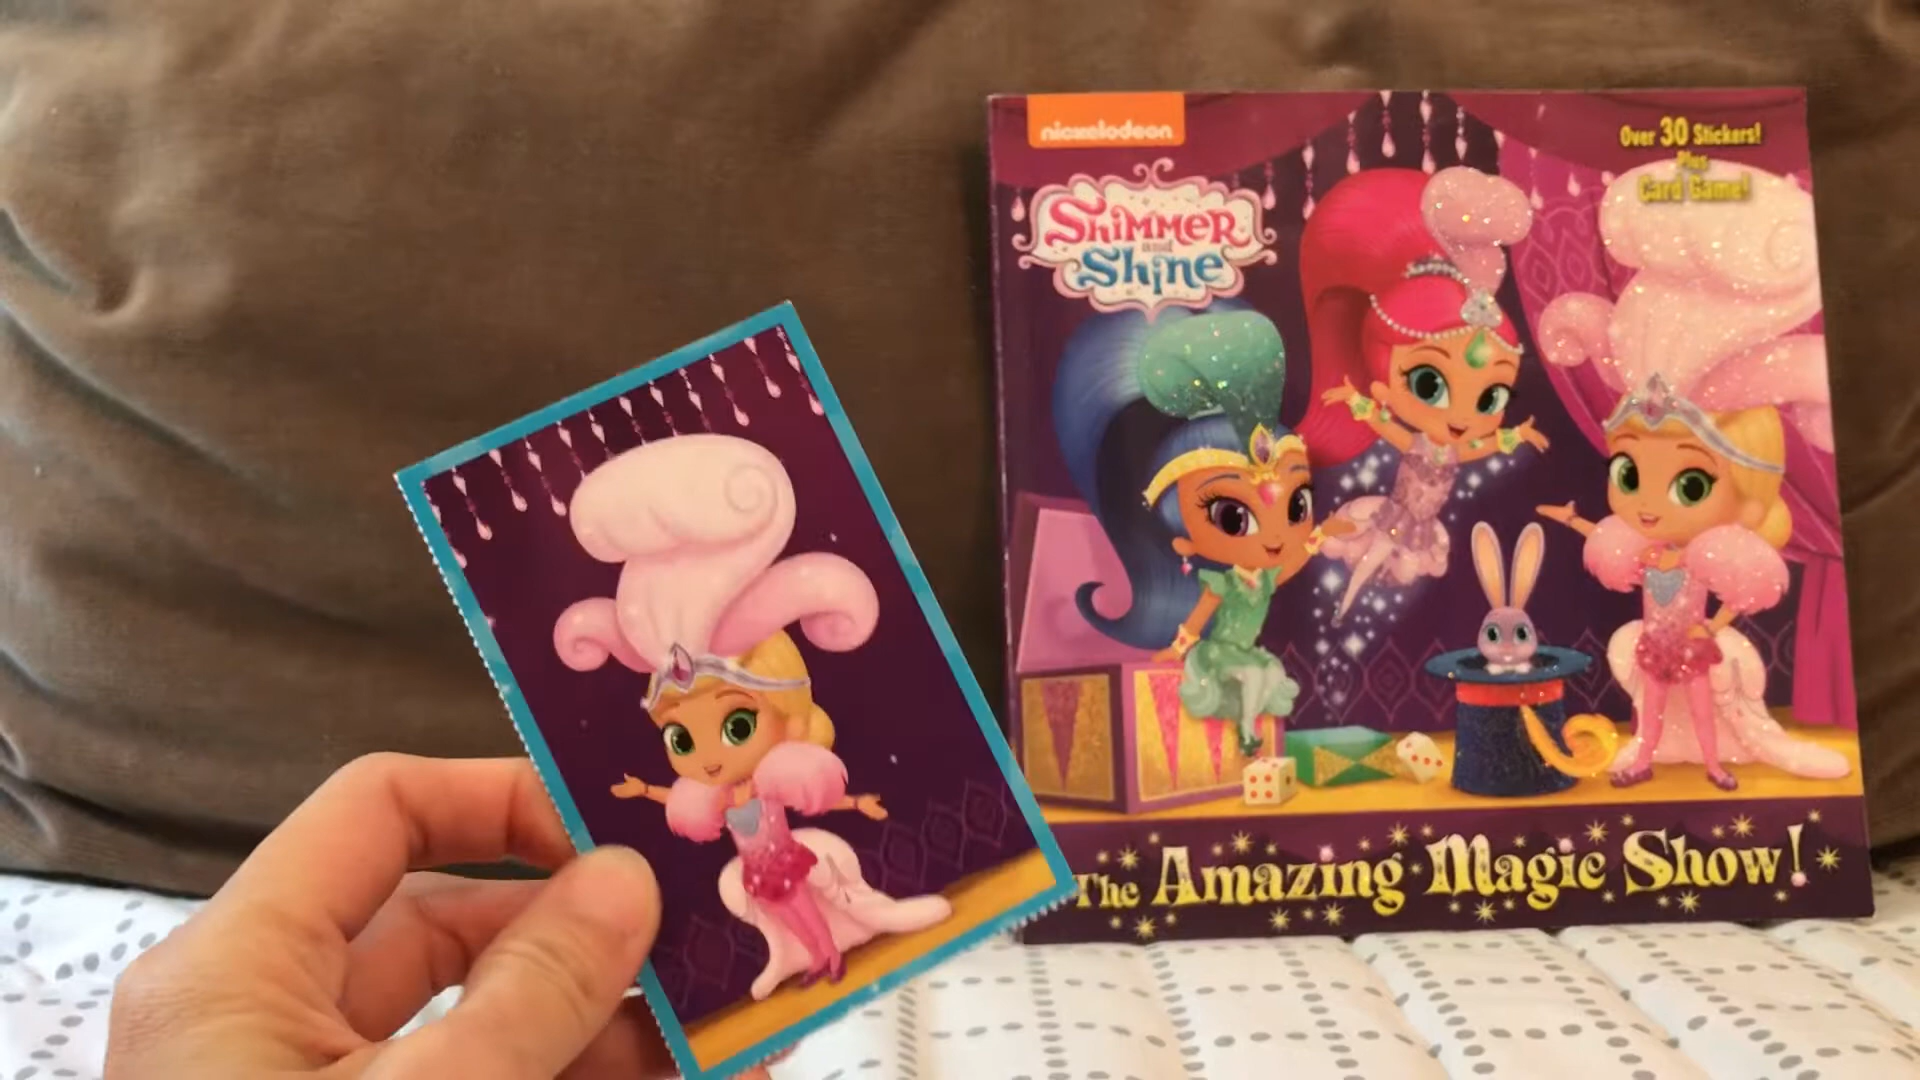 nickelodeon
Over 30 Stickers!
Plus
Card Game!
Shimmer
and
Shine
The Amazing Magic Show!